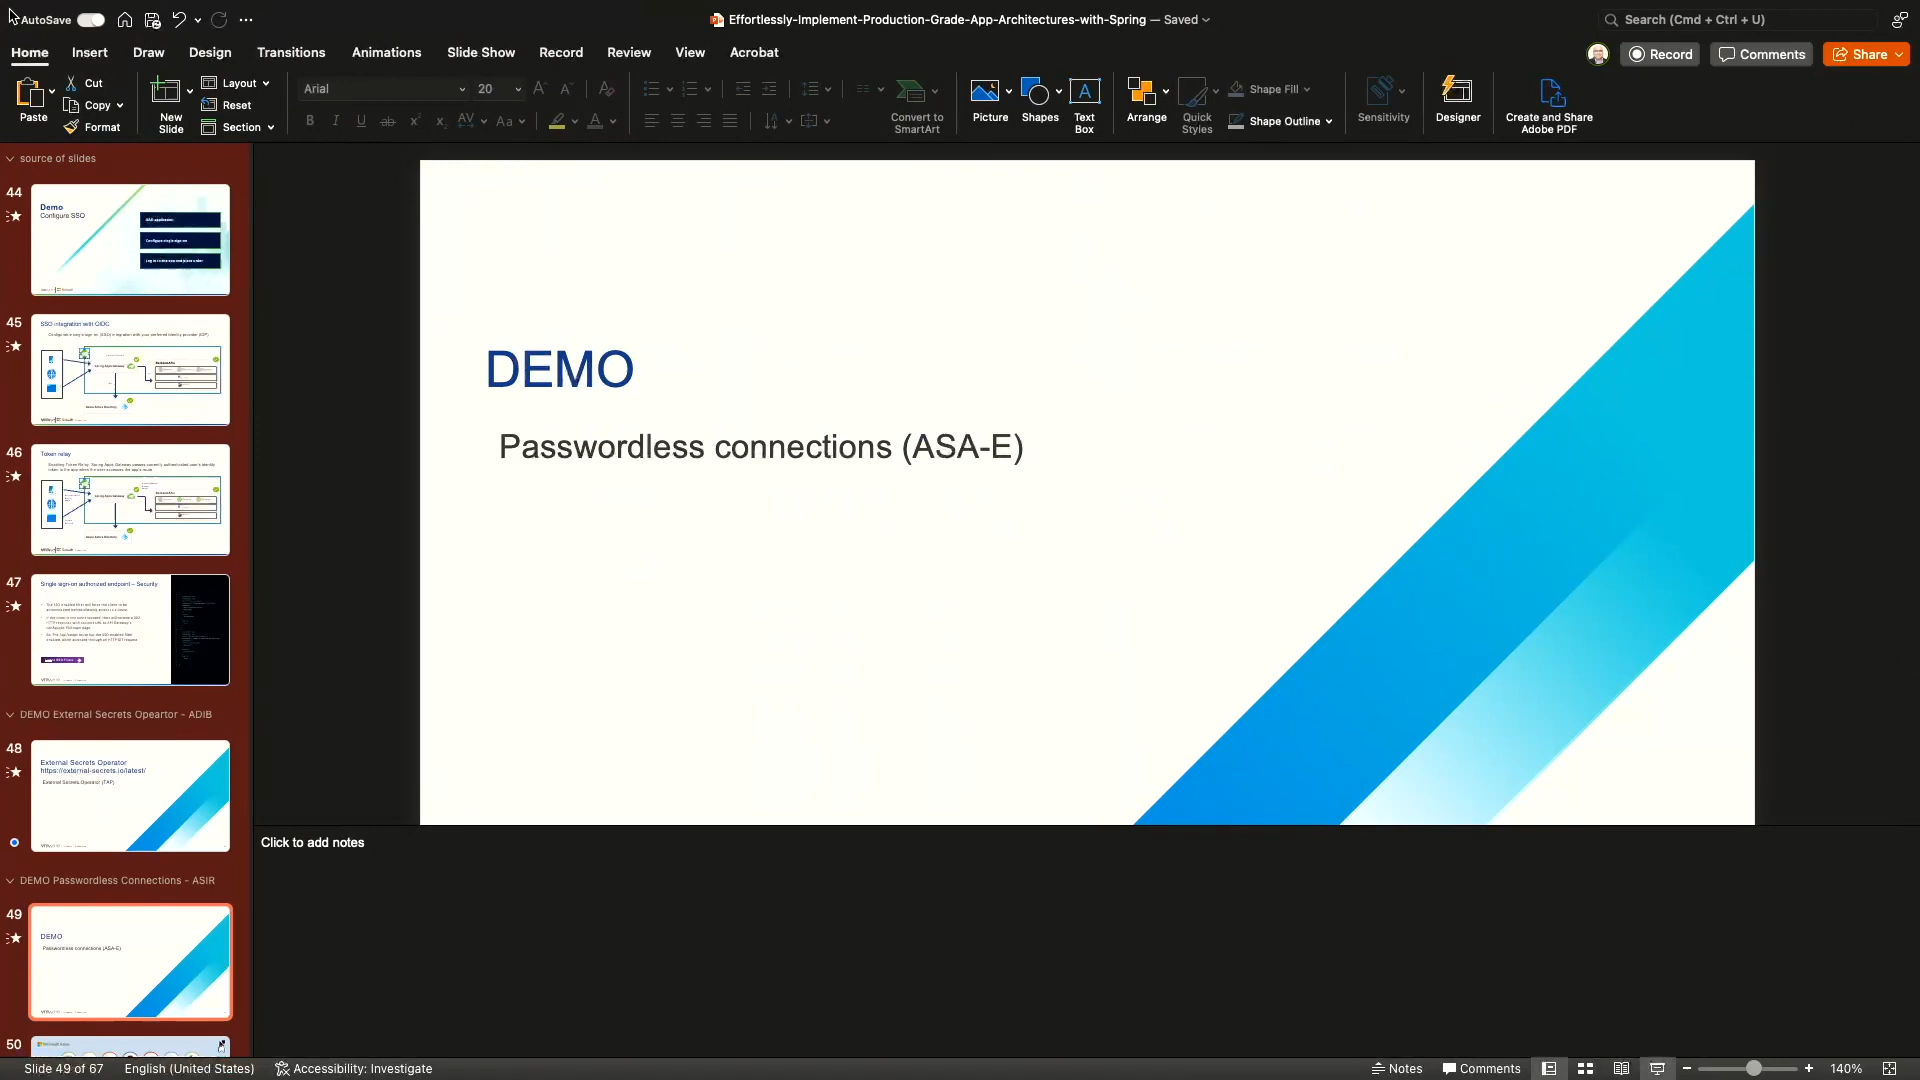 AutoSave
Effortlessly-Implement-Production-Grade-App-Architectures-with-Spring — Saved
Search (Cmd + Ctrl + U)
Home Insert Draw Design Transitions Animations Slide Show Record Review View Acrobat
Record Comments Share
Paste
Cut
Copy
Format
New
Slide
Layout
Reset
Section
Arial 20
Convert to
SmartArt
Picture
Shapes
Text
Box
Arrange
Quick
Styles
Shape Fill
Shape Outline
Sensitivity
Designer
Create and Share
Adobe PDF
source of slides
44
Demo
Configure SSO
45
SSO integration with OIDC
46
Token relay
47
Single sign-on authorized endpoint – Security
DEMO External Secrets Opeartor - ADIB
48
External Secrets Operator
https://external-secrets.io/latest/
External Secrets Operator (TAP)
DEMO Passwordless Connections - ASIR
49
DEMO
Passwordless connections (ASA-E)
50
DEMO
Passwordless connections (ASA-E)
Click to add notes
Slide 49 of 67 English (United States) Accessibility: Investigate
Notes Comments 140%